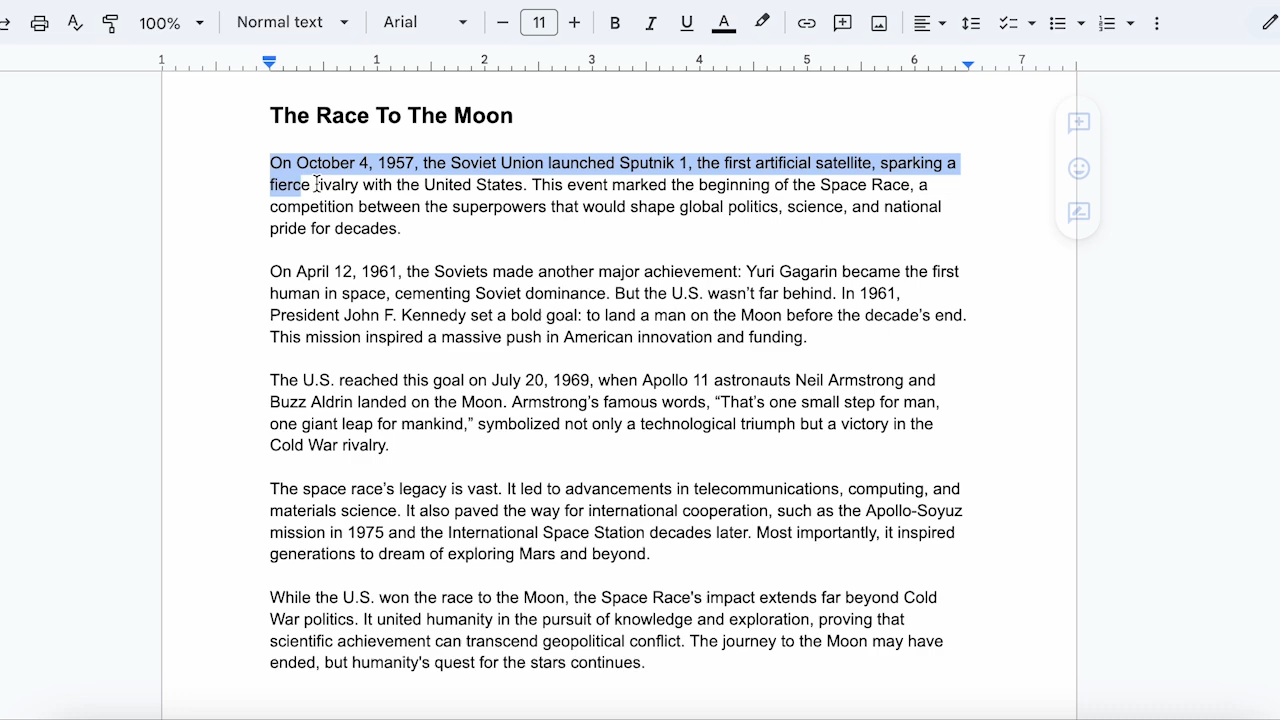 100% Normal text Arial 11 B I U A
1 1 2 3 4 5 6 7
The Race To The Moon
On October 4, 1957, the Soviet Union launched Sputnik 1, the first artificial satellite, sparking a
fierce rivalry with the United States. This event marked the beginning of the Space Race, a
competition between the superpowers that would shape global politics, science, and national
pride for decades.
On April 12, 1961, the Soviets made another major achievement: Yuri Gagarin became the first
human in space, cementing Soviet dominance. But the U.S. wasn’t far behind. In 1961,
President John F. Kennedy set a bold goal: to land a man on the Moon before the decade’s end.
This mission inspired a massive push in American innovation and funding.
The U.S. reached this goal on July 20, 1969, when Apollo 11 astronauts Neil Armstrong and
Buzz Aldrin landed on the Moon. Armstrong’s famous words, “That’s one small step for man,
one giant leap for mankind,” symbolized not only a technological triumph but a victory in the
Cold War rivalry.
The space race’s legacy is vast. It led to advancements in telecommunications, computing, and
materials science. It also paved the way for international cooperation, such as the Apollo-Soyuz
mission in 1975 and the International Space Station decades later. Most importantly, it inspired
generations to dream of exploring Mars and beyond.
While the U.S. won the race to the Moon, the Space Race's impact extends far beyond Cold
War politics. It united humanity in the pursuit of knowledge and exploration, proving that
scientific achievement can transcend geopolitical conflict. The journey to the Moon may have
ended, but humanity's quest for the stars continues.